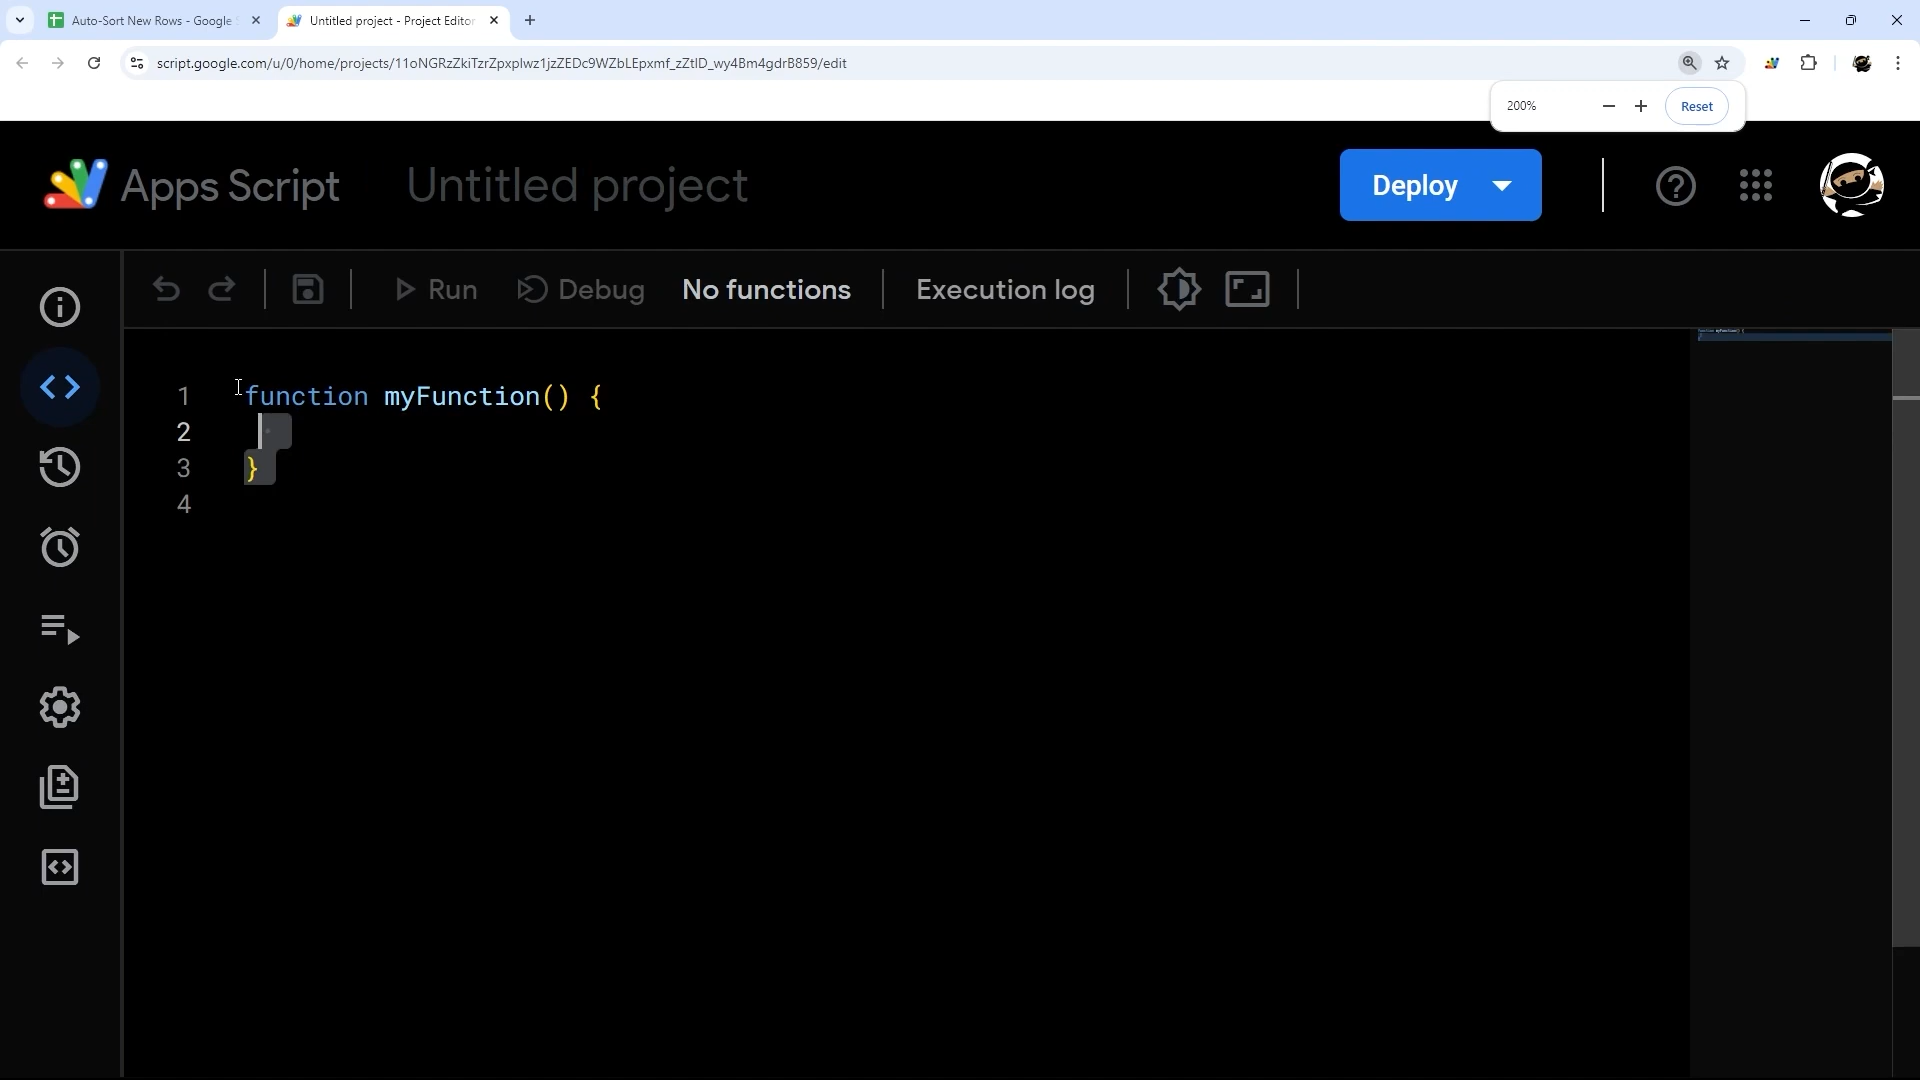 Auto-Sort New Rows - Google
Untitled project - Project Editor
script.google.com/u/0/home/projects/11oNGRzZkiTzrZpxplwz1jzZEDc9WZbLEpxmf_zZtlD_wy4Bm4gdrB859/edit
200%
Reset
Apps Script
Untitled project
Deploy
Run
Debug
No functions
Execution log
1 function myFunction() {
2
3 }
4